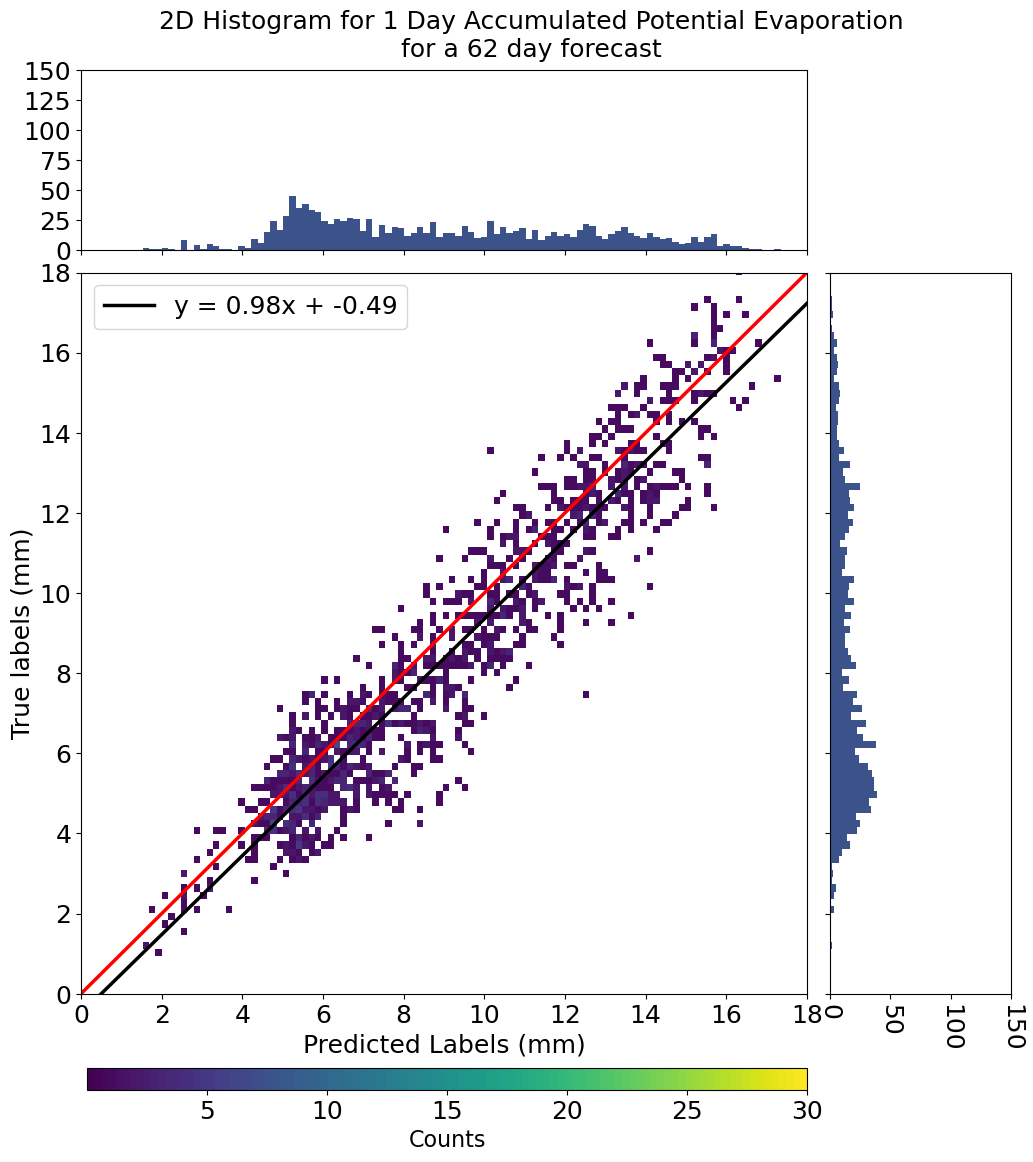 2D Histogram for 1 Day Accumulated Potential Evaporation
for a 62 day forecast
150
125
100
75
50
25
0
y = 0.98x + -0.49
18
16
14
12
10
8
6
4
2
0
True labels (mm)
0 2 4 6 8 10 12 14 16 18
Predicted Labels (mm)
0 50 100 150
5 10 15 20 25 30
Counts